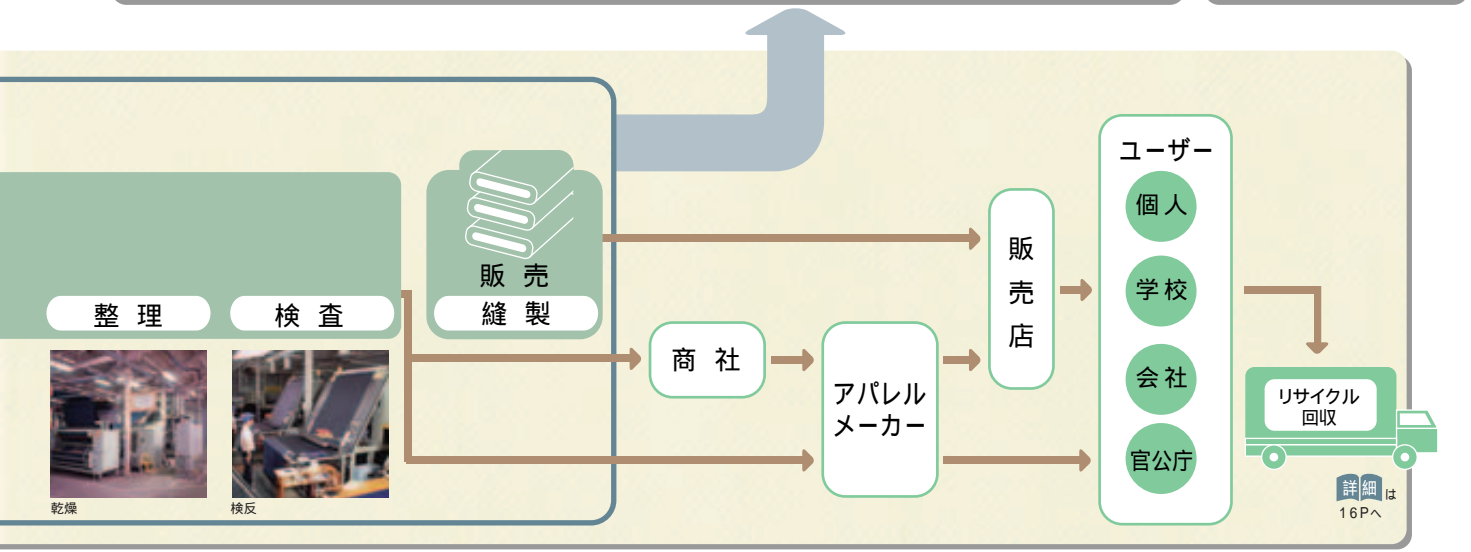 整理
検査
乾燥
検反
販売
縫製
商社
アパレル
メーカー
販売店
ユーザー
個人
学校
会社
官公庁
リサイクル
回収
詳細は
16Pへ